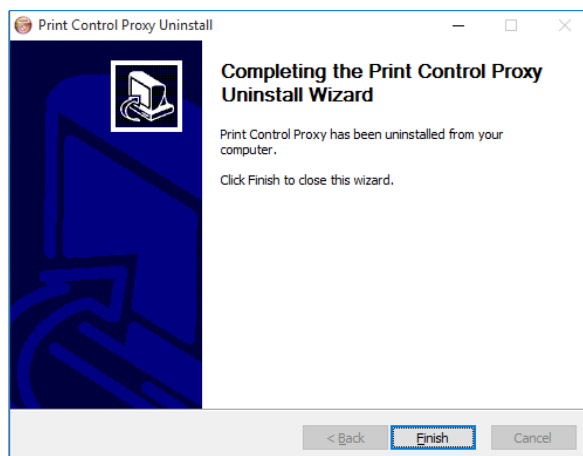 Print Control Proxy Uninstall
Completing the Print Control Proxy
Uninstall Wizard
Print Control Proxy has been uninstalled from your
computer.
Click Finish to close this wizard.
< Back Finish Cancel